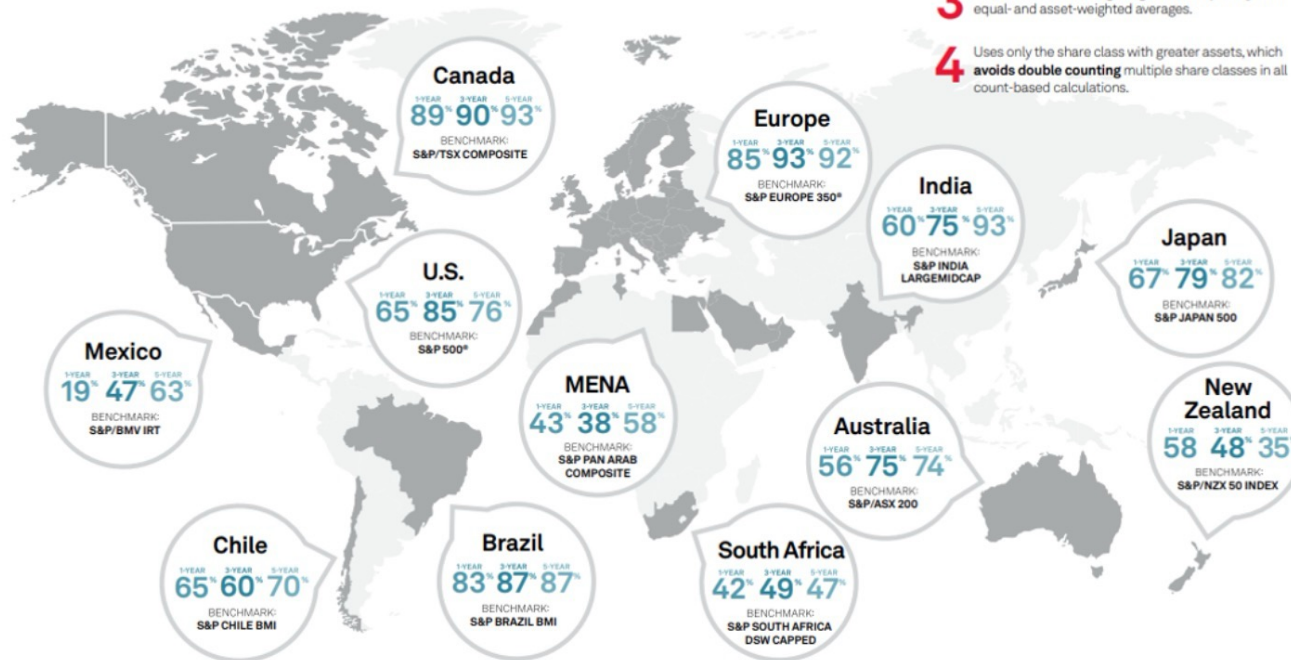 3
equal- and asset-weighted averages.
4
Uses only the share class with greater assets, which
avoids double counting multiple share classes in all
count-based calculations.
Canada
1-YEAR 3-YEAR 5-YEAR
89% 90% 93%
BENCHMARK:
S&P/TSX COMPOSITE
Europe
1-YEAR 3-YEAR 5-YEAR
85% 93% 92%
BENCHMARK:
S&P EUROPE 350®
India
1-YEAR 3-YEAR 5-YEAR
60% 75% 93%
BENCHMARK:
S&P INDIA
LARGEMIDCAP
Japan
1-YEAR 3-YEAR 5-YEAR
67% 79% 82%
BENCHMARK:
S&P JAPAN 500
U.S.
1-YEAR 3-YEAR 5-YEAR
65% 85% 76%
BENCHMARK:
S&P 500®
Mexico
1-YEAR 3-YEAR 5-YEAR
19% 47% 63%
BENCHMARK:
S&P/BMV IRT
MENA
1-YEAR 3-YEAR 5-YEAR
43% 38% 58%
BENCHMARK:
S&P PAN ARAB
COMPOSITE
Australia
1-YEAR 3-YEAR 5-YEAR
56% 75% 74%
BENCHMARK:
S&P/ASX 200
New
Zealand
1-YEAR 3-YEAR 5-YEAR
58 48% 35%
BENCHMARK:
S&P/NZX 50 INDEX
Chile
1-YEAR 3-YEAR 5-YEAR
65% 60% 70%
BENCHMARK:
S&P CHILE BMI
Brazil
1-YEAR 3-YEAR 5-YEAR
83% 87% 87%
BENCHMARK:
S&P BRAZIL BMI
South Africa
1-YEAR 3-YEAR 5-YEAR
42% 49% 47%
BENCHMARK:
S&P SOUTH AFRICA
DSW CAPPED